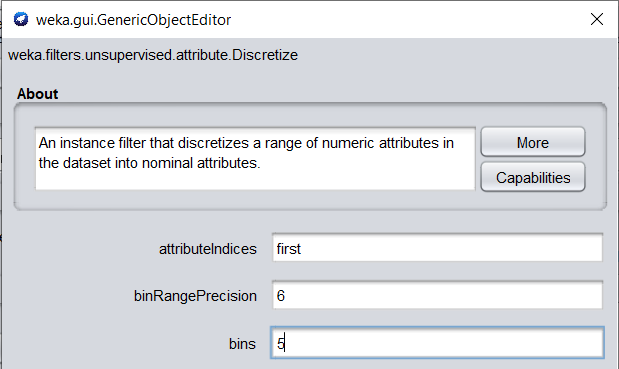 weka.gui.GenericObjectEditor
weka.filters.unsupervised.attribute.Discretize
About
An instance filter that discretizes a range of numeric attributes in
the dataset into nominal attributes.
More
Capabilities
attributeIndices first
binRangePrecision 6
bins 5